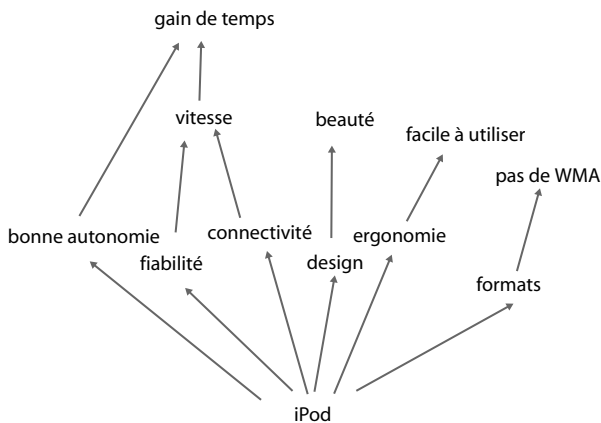 gain de temps
vitesse
beauté
facile à utiliser
pas de WMA
bonne autonomie
connectivité
ergonomie
fiabilité
design
formats
iPod